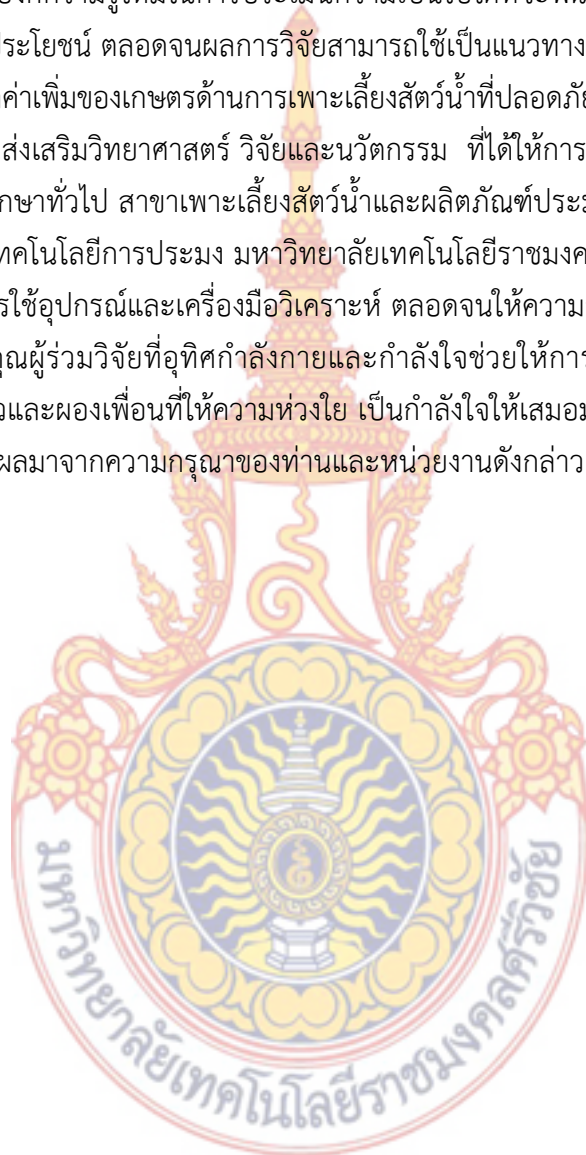 องค์ความรู้ใหม่ในการประเมินความเป็นไปได้ที่จะพัฒ
ประโยชน์ ตลอดจนผลการวิจัยสามารถใช้เป็นแนวทาง
ค่าเพิ่มของเกษตรด้านการเพาะเลี้ยงสัตว์น้ำที่ปลอดภัย
ส่งเสริมวิทยาศาสตร์ วิจัยและนวัตกรรม ที่ได้ให้การ
กษาทั่วไป สาขาเพาะเลี้ยงสัตว์น้ำและผลิตภัณฑ์ประม
ทคโนโลยีการประมง มหาวิทยาลัยเทคโนโลยีราชมงค
รใช้อุปกรณ์และเครื่องมือวิเคราะห์ ตลอดจนให้ความ
ุณผู้ร่วมวิจัยที่อุทิศกำลังกายและกำลังใจช่วยให้การ
วและผองเพื่อนที่ให้ความห่วงใย เป็นกำลังใจให้เสมอม
ผลมาจากความกรุณาของท่านและหน่วยงานดังกล่าว
มหาวิทยาลัยเทคโนโลยีราชมงคลศรีวิชัย